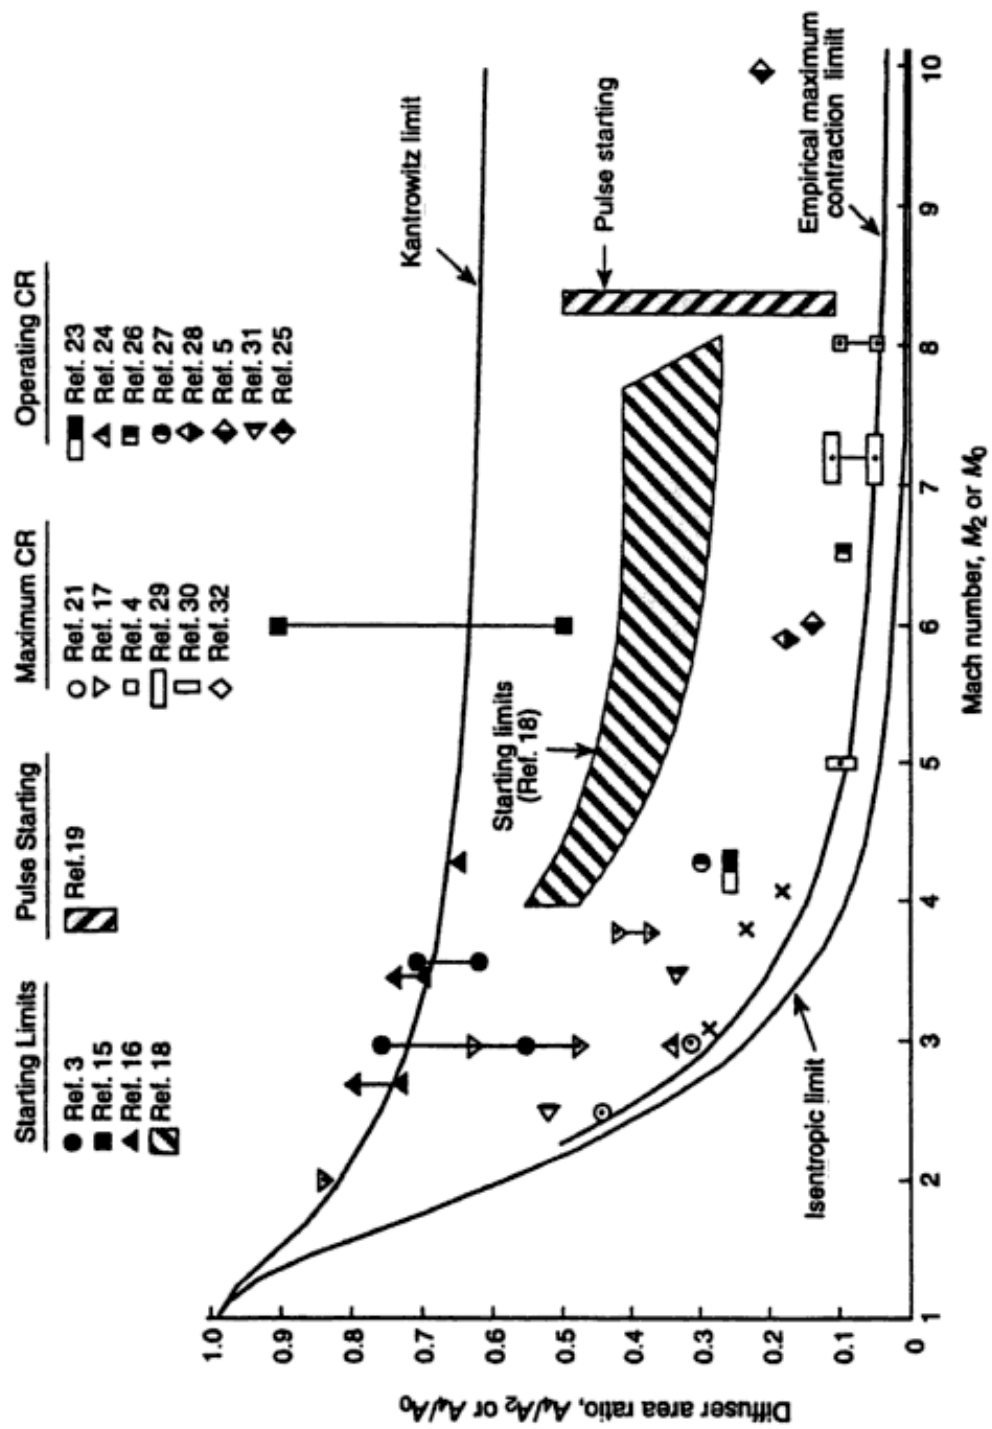 Starting Limits
Ref. 3
Ref. 15
Ref. 16
Ref. 18
Pulse Starting
Ref.19
Maximum CR
Ref. 21
Ref. 17
Ref. 4
Ref. 29
Ref. 30
Ref. 32
Operating CR
Ref. 23
Ref. 24
Ref. 26
Ref. 27
Ref. 28
Ref. 5
Ref. 31
Ref. 25
Diffuser area ratio, A4/A2 or A4/A0
1.0
0.9
0.8
0.7
0.6
0.5
0.4
0.3
0.2
0.1
0
Kantrowitz limit
Starting limits
(Ref. 18)
Pulse starting
Empirical maximum
contraction limilt
Isentropic limit
1
2
3
4
5
6
7
8
9
10
Mach number, M2 or M0